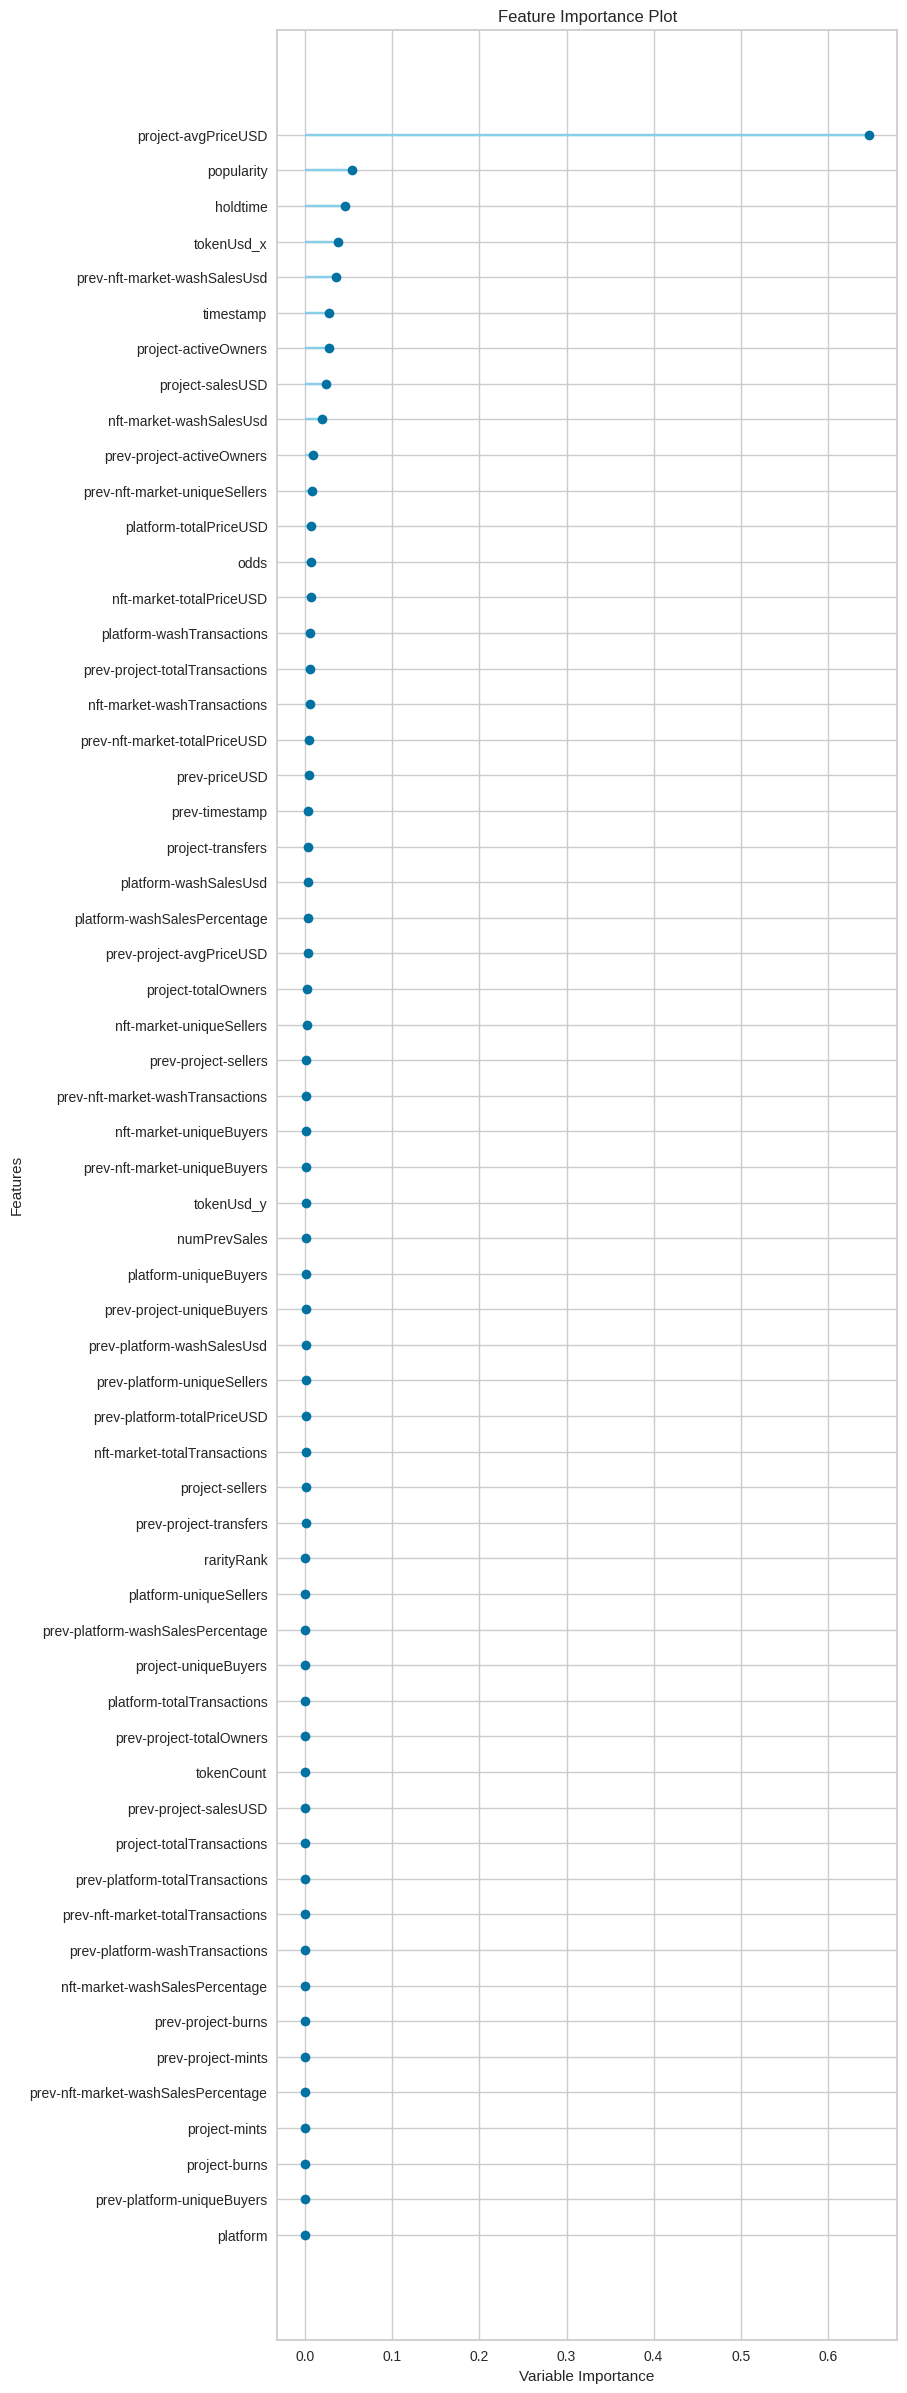 Feature Importance Plot
project-avgPriceUSD
popularity
holdtime
tokenUsd_x
prev-nft-market-washSalesUsd
timestamp
project-activeOwners
project-salesUSD
nft-market-washSalesUsd
prev-project-activeOwners
prev-nft-market-uniqueSellers
platform-totalPriceUSD
odds
nft-market-totalPriceUSD
platform-washTransactions
prev-project-totalTransactions
nft-market-washTransactions
prev-nft-market-totalPriceUSD
prev-priceUSD
prev-timestamp
project-transfers
platform-washSalesUsd
platform-washSalesPercentage
prev-project-avgPriceUSD
project-totalOwners
nft-market-uniqueSellers
prev-project-sellers
prev-nft-market-washTransactions
nft-market-uniqueBuyers
prev-nft-market-uniqueBuyers
tokenUsd_y
numPrevSales
platform-uniqueBuyers
prev-project-uniqueBuyers
prev-platform-washSalesUsd
prev-platform-uniqueSellers
prev-platform-totalPriceUSD
nft-market-totalTransactions
project-sellers
prev-project-transfers
rarityRank
platform-uniqueSellers
prev-platform-washSalesPercentage
project-uniqueBuyers
platform-totalTransactions
prev-project-totalOwners
tokenCount
prev-project-salesUSD
project-totalTransactions
prev-platform-totalTransactions
prev-nft-market-totalTransactions
prev-platform-washTransactions
nft-market-washSalesPercentage
prev-project-burns
prev-project-mints
prev-nft-market-washSalesPercentage
project-mints
project-burns
prev-platform-uniqueBuyers
platform
Features
0.0 0.1 0.2 0.3 0.4 0.5 0.6
Variable Importance